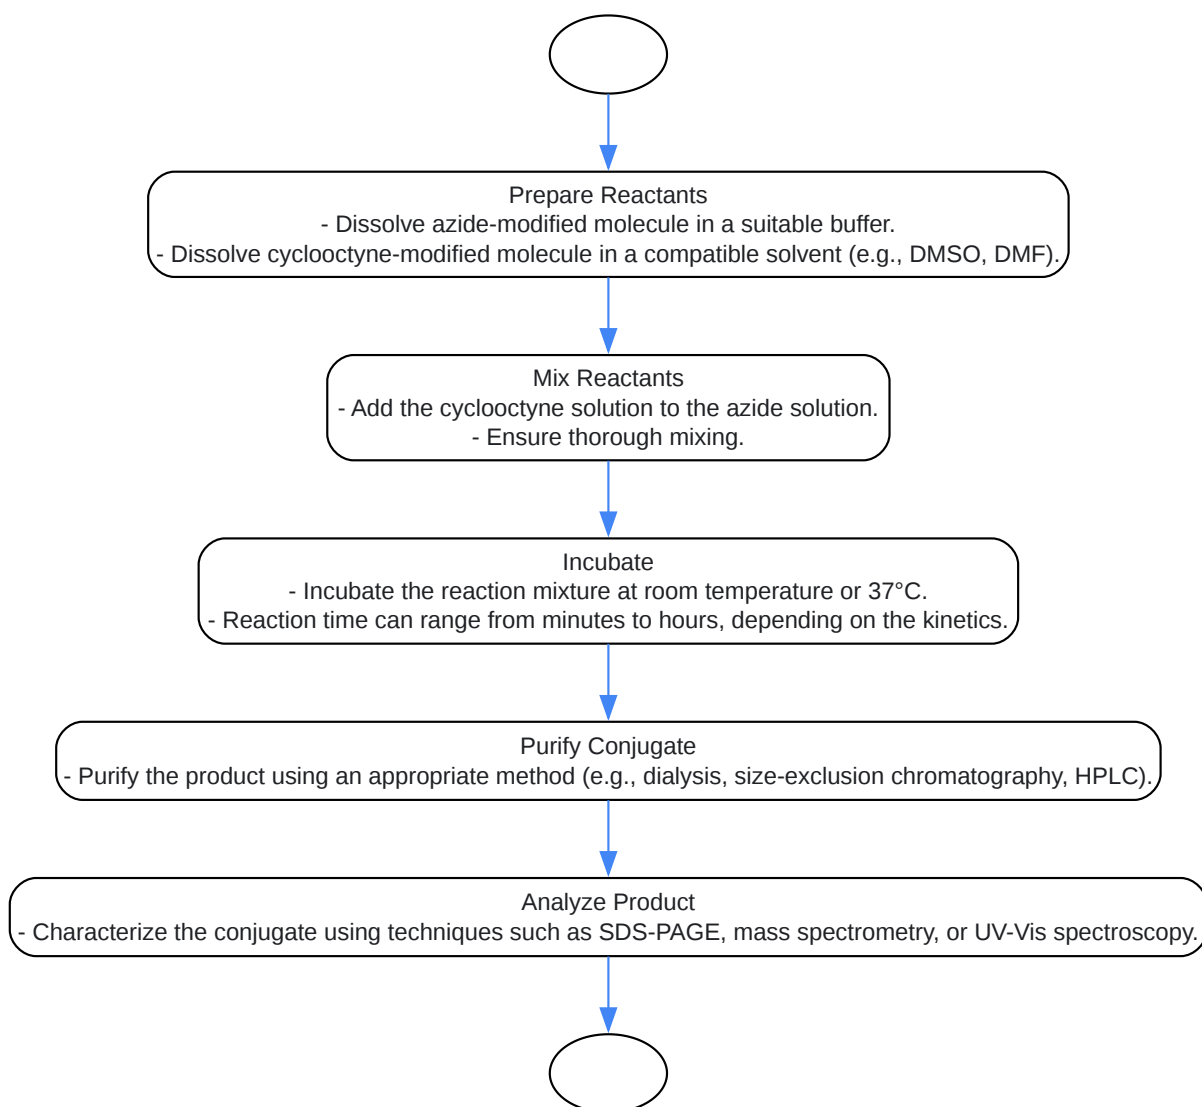 Prepare Reactants
- Dissolve azide-modified molecule in a suitable buffer.
- Dissolve cyclooctyne-modified molecule in a compatible solvent (e.g., DMSO, DMF).
Mix Reactants
- Add the cyclooctyne solution to the azide solution.
- Ensure thorough mixing.
Incubate
- Incubate the reaction mixture at room temperature or 37°C.
- Reaction time can range from minutes to hours, depending on the kinetics.
Purify Conjugate
- Purify the product using an appropriate method (e.g., dialysis, size-exclusion chromatography, HPLC).
Analyze Product
- Characterize the conjugate using techniques such as SDS-PAGE, mass spectrometry, or UV-Vis spectroscopy.